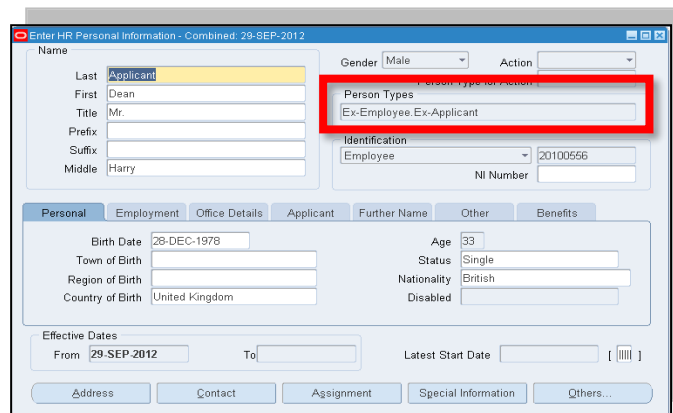 Enter HR Personal Information - Combined: 29-SEP-2012
Name
Gender Male Action
Last Applicant
Person Type for Action
First Dean
Person Types
Title Mr.
Ex-Employee.Ex-Applicant
Prefix
Identification
Suffix
Employee 20100556
Middle Harry
NI Number
Personal Employment Office Details Applicant Further Name Other Benefits
Birth Date 28-DEC-1978 Age 33
Town of Birth Status Single
Region of Birth Nationality British
Country of Birth United Kingdom Disabled
Effective Dates
From 29-SEP-2012 To Latest Start Date [ ]
Address Contact Assignment Special Information Others...